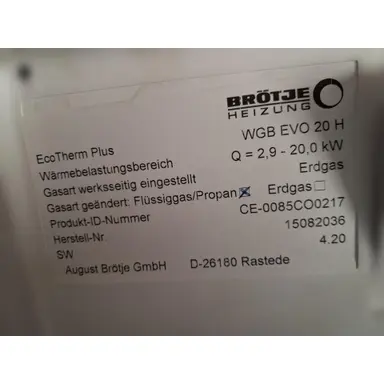 BRÖTJE
HEIZUNG
EcoTherm Plus WGB EVO 20 H
Wärmebelastungsbereich Q = 2,9 - 20,0 kW
Gasart werksseitig eingestellt Erdgas
Gasart geändert: Flüssiggas/Propan ☒ Erdgas ☐
Produkt-ID-Nummer CE-0085CO0217
Herstell-Nr. 15082036
SW 4.20
August Brötje GmbH D-26180 Rastede